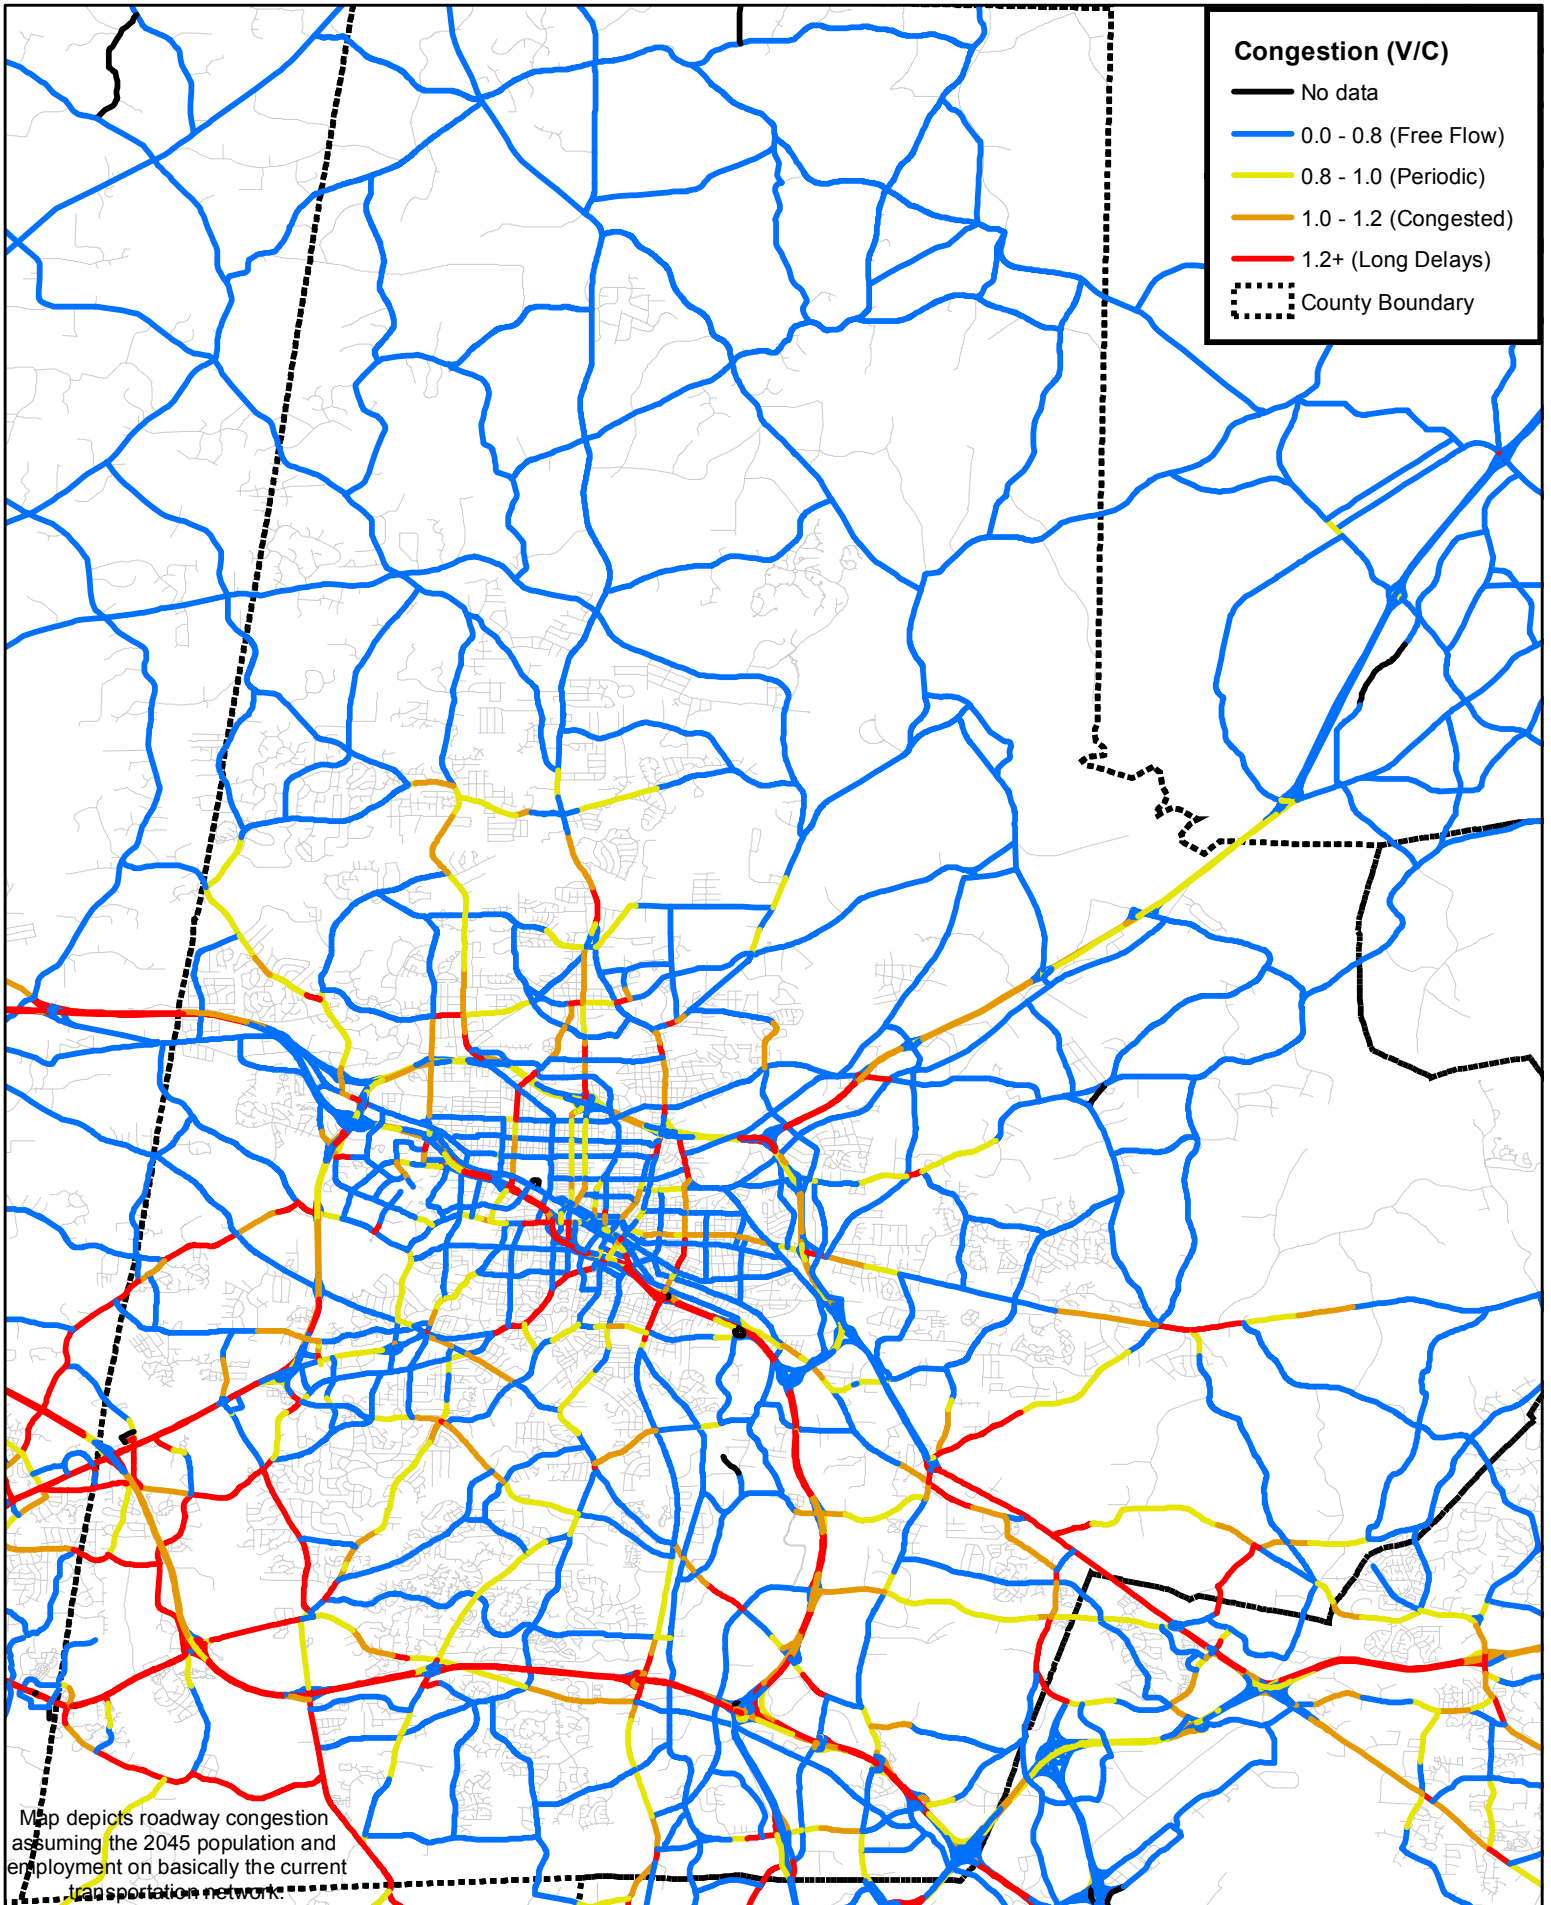 Congestion (V/C)
No data
0.0 - 0.8 (Free Flow)
0.8 - 1.0 (Periodic)
1.0 - 1.2 (Congested)
1.2+ (Long Delays)
County Boundary
Map depicts roadway congestion
assuming the 2045 population and
employment on basically the current
transportation network.